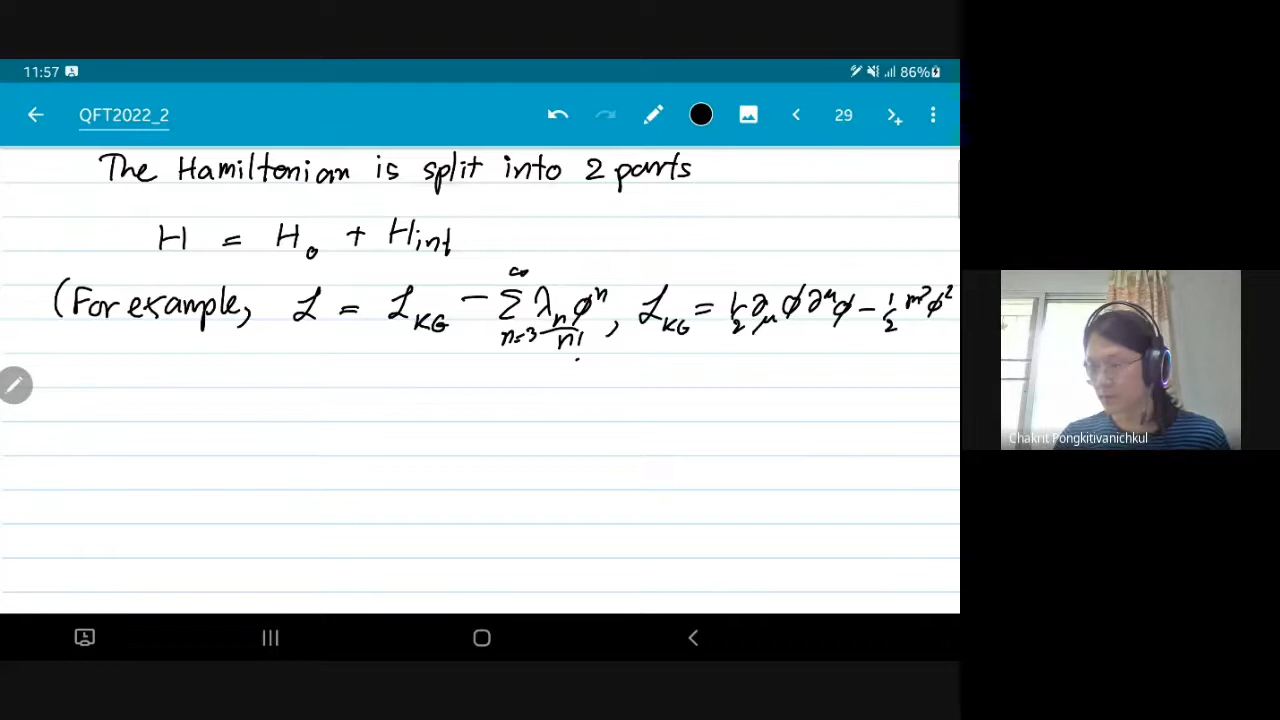 11:57 86%
QFT2022_2 29
The Hamiltonian is split into 2 parts
H = H₀ + H_int
(For example, ℒ = ℒ_KG − ∑_{n=3}^{∞} λ_n/n! ϕⁿ, ℒ_KG = 1/2 ∂_μ ϕ ∂^μ ϕ − 1/2 m² ϕ²
Chakrit Pongkitivanichkul